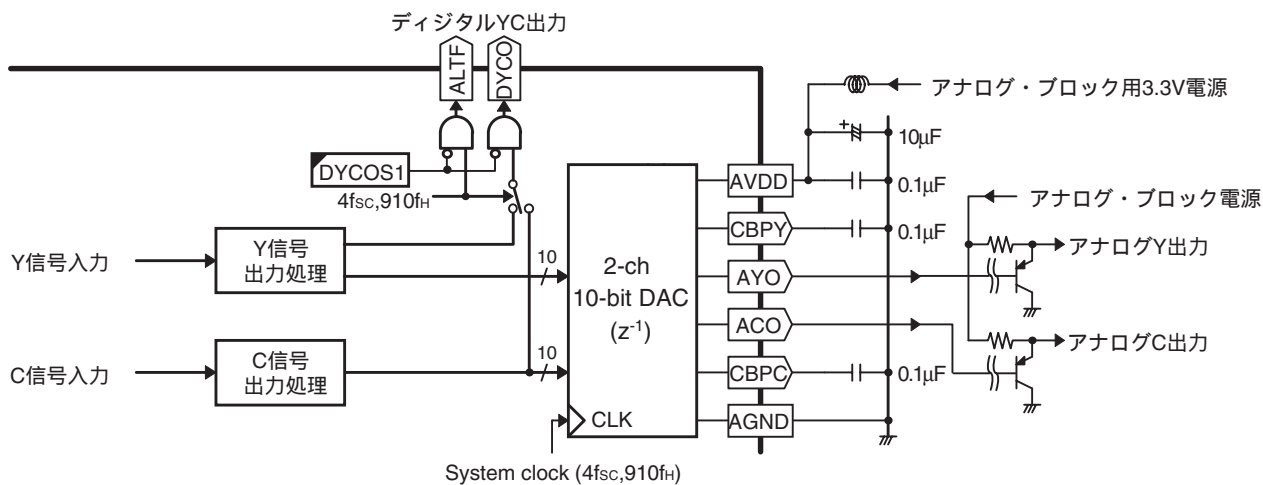 ディジタルYC出力
ALTF
DYCO
アナログ・ブロック用3.3V電源
10μF
DYCOS1
AVDD
0.1μF
4fsc,910fH
アナログ・ブロック電源
CBPY
0.1μF
Y信号入力
Y信号
出力処理
10
2-ch
10-bit DAC
(z-1)
AYO
アナログY出力
ACO
C信号入力
C信号
出力処理
10
CBPC
0.1μF
アナログC出力
CLK
AGND
System clock (4fsc,910fH)